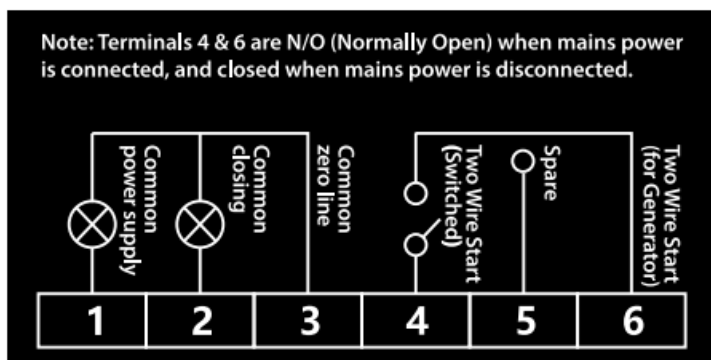 Note: Terminals 4 & 6 are N/O (Normally Open) when mains power
is connected, and closed when mains power is disconnected.
Common
power supply
Common
closing
Common
zero line
Two Wire Start
(Switched)
Spare
Two Wire Start
(for Generator)
1 2 3 4 5 6